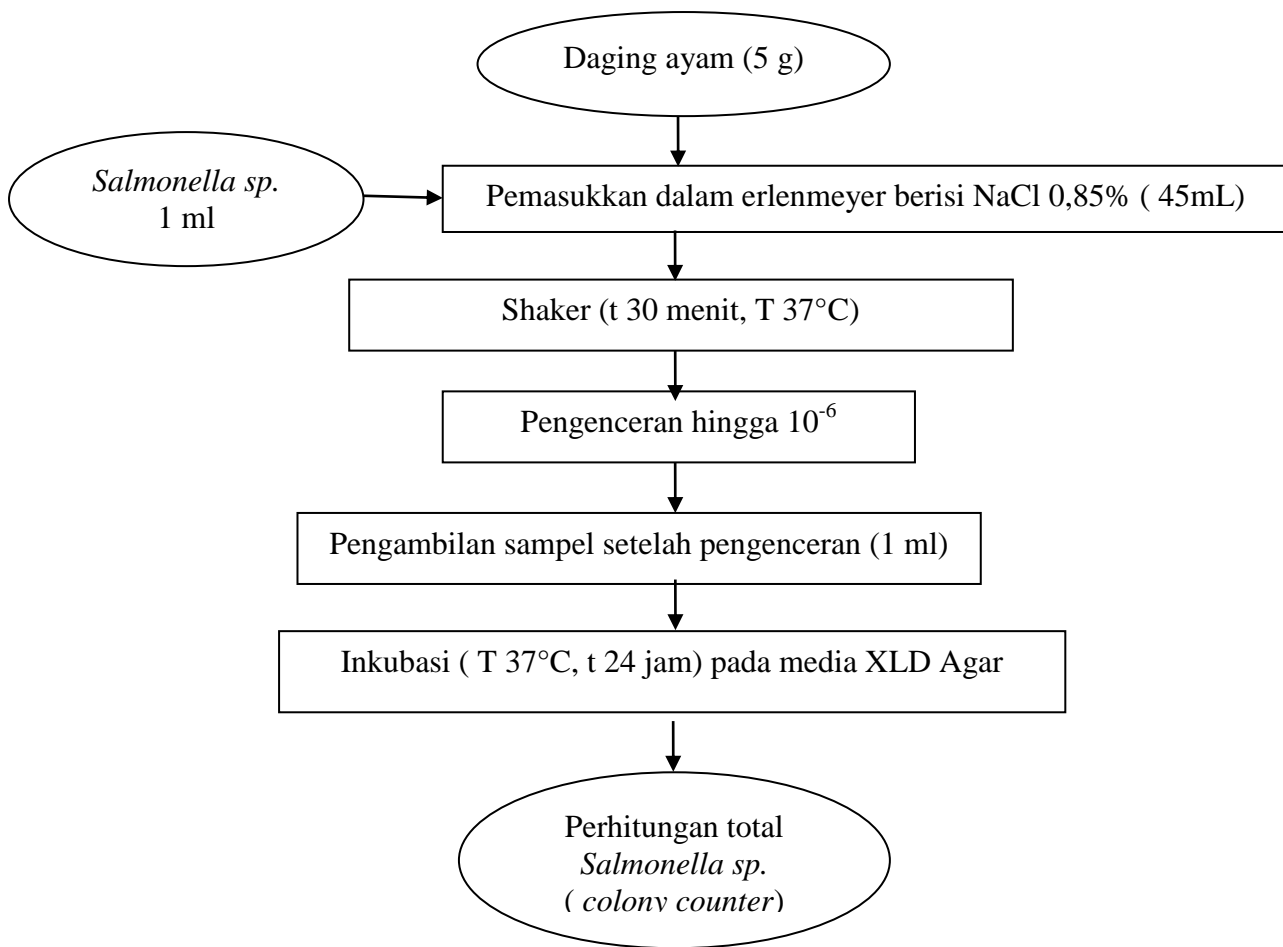 Daging ayam (5 g)
Salmonella sp.
1 ml
Pemasukkan dalam erlenmeyer berisi NaCl 0,85% ( 45mL)
Shaker (t 30 menit, T 37°C)
Pengenceran hingga 10⁻⁶
Pengambilan sampel setelah pengenceran (1 ml)
Inkubasi ( T 37°C, t 24 jam) pada media XLD Agar
Perhitungan total
Salmonella sp.
( colony counter)